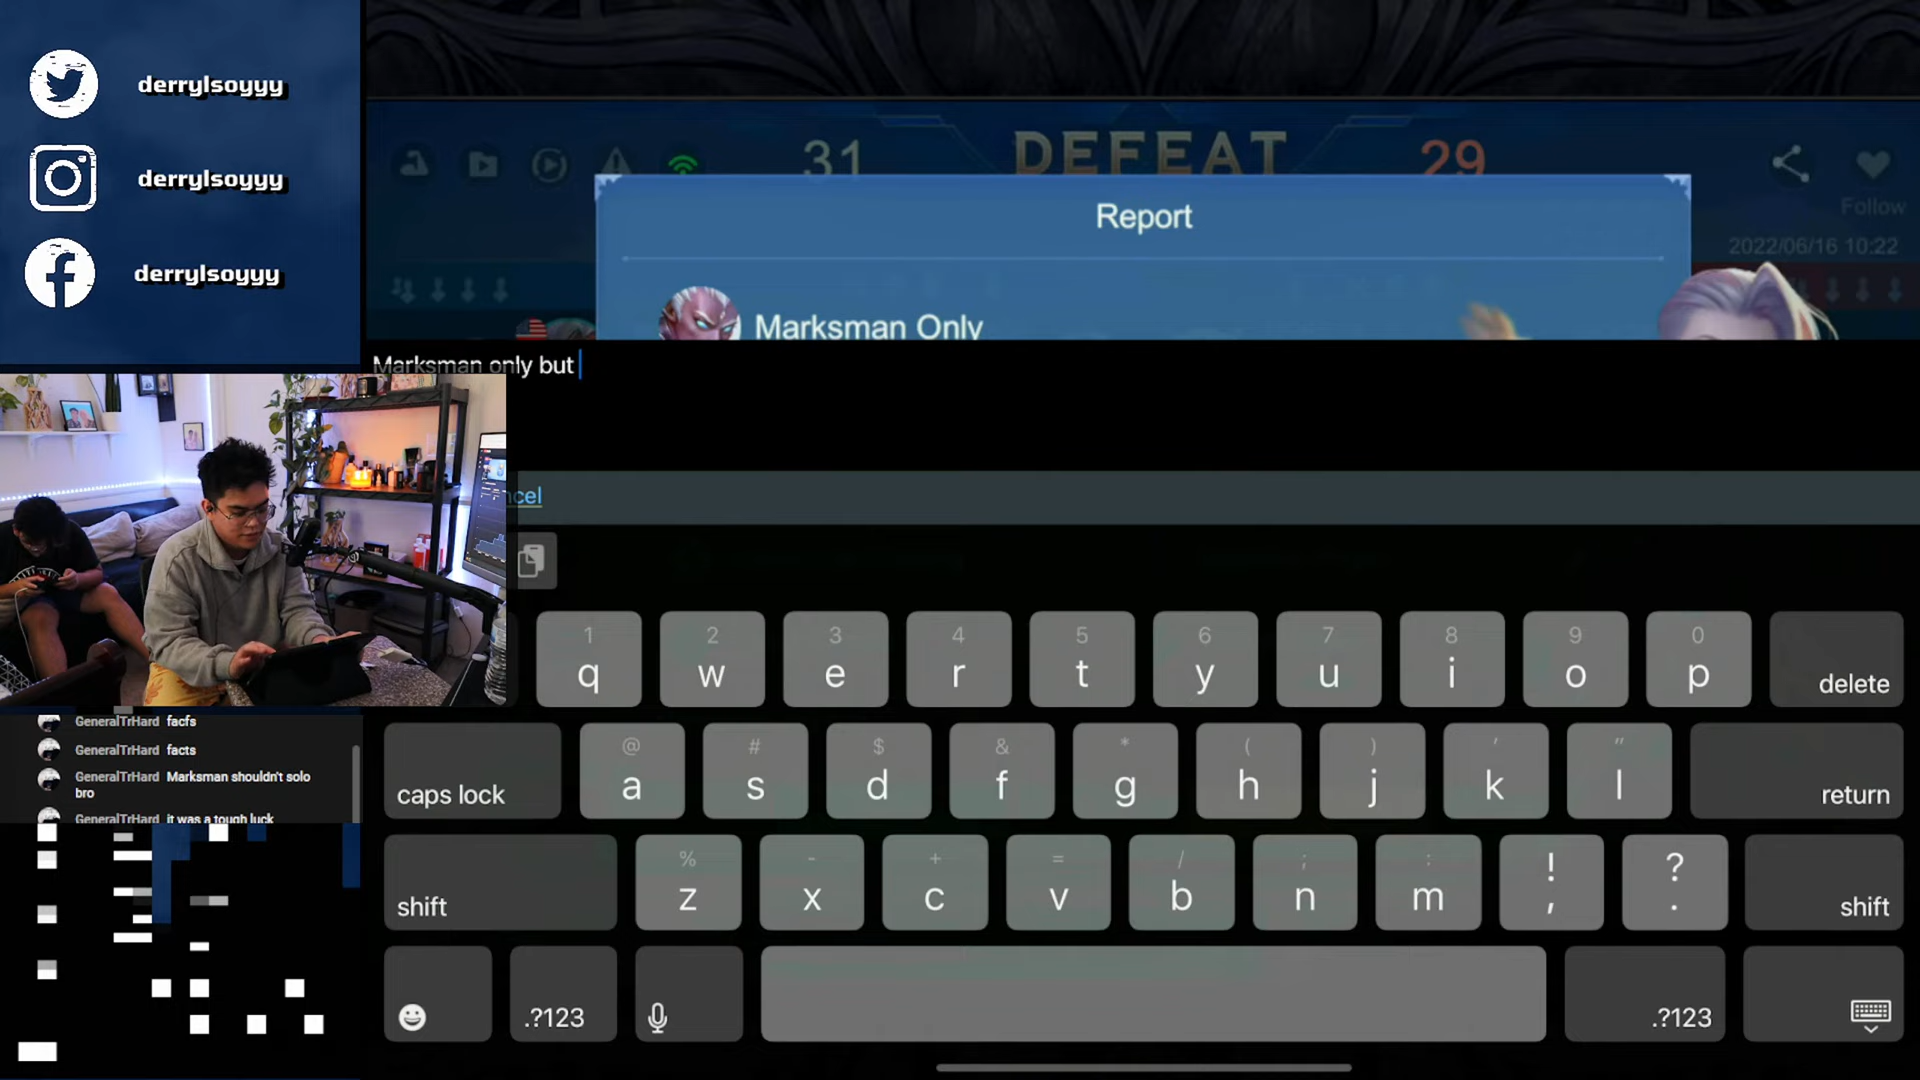 derrylsoyyy
derrylsoyyy
derrylsoyyy
31
DEFEAT
29
Follow
2022/06/16 10:22
Report
Marksman Only
Marksman only but
ncel
GeneralTrHard facfs
GeneralTrHard facts
GeneralTrHard Marksman shouldn't solo
bro
GeneralTrHard it was a tough luck
1 2 3 4 5 6 7 8 9 0
q w e r t y u i o p delete
@ # $ & * ( ) ' "
caps lock a s d f g h j k l return
% - + = / ; : ! ?
shift z x c v b n m , . shift
.?123 .?123